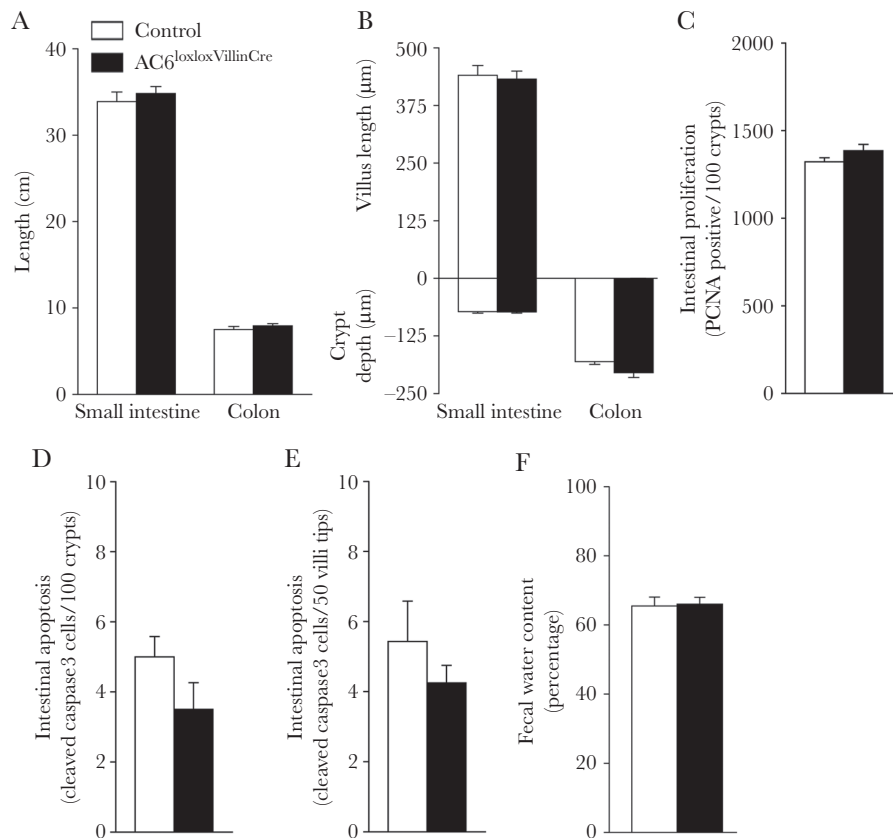 A
Control
AC6loxloxVillinCre
Length (cm)
40
30
20
10
0
Small intestine
Colon
B
Villus length (μm)
Crypt
depth (μm)
500
375
450
250
125
0
−125
−250
Small intestine
Colon
C
Intestinal proliferation
(PCNA positive/100 crypts)
2000
1500
1000
500
0
D
Intestinal apoptosis
(cleaved caspase3 cells/100 crypts)
10
8
6
4
2
0
E
Intestinal apoptosis
(cleaved caspase3 cells/50 villi tips)
10
8
6
4
2
0
F
Fecal water content
(percentage)
100
80
60
40
20
0